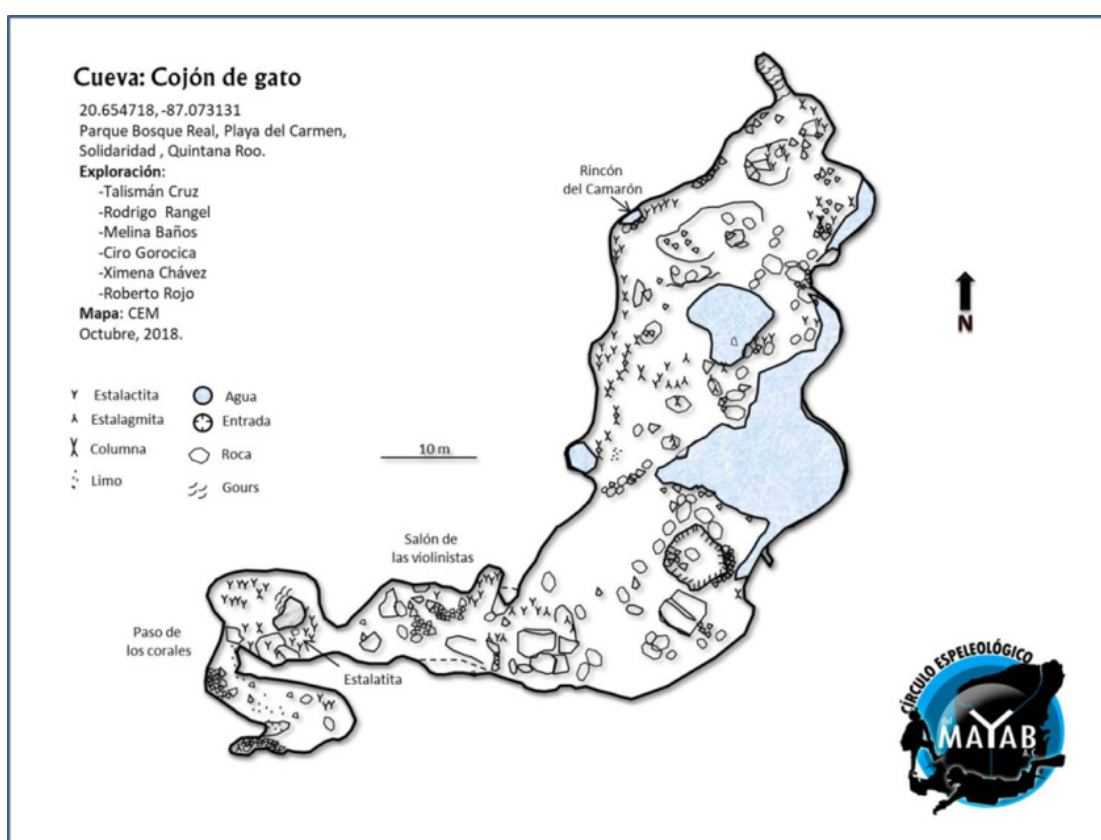 Cueva: Cojón de gato
20.654718,-87.073131
Parque Bosque Real, Playa del Carmen,
Solidaridad , Quintana Roo.
Exploración:
-Talismán Cruz
-Rodrigo Rangel
-Melina Baños
-Ciro Gorocica
-Ximena Chávez
-Roberto Rojo
Mapa: CEM
Octubre, 2018.
Estalactita
Estalagmita
Columna
Limo
Agua
Entrada
Roca
Gours
10 m
N
Rincón
del Camarón
Salón de
las violinistas
Paso de
los corales
Estalatita
CÍRCULO ESPELEOLÓGICO
del
MAYAB
A.C.